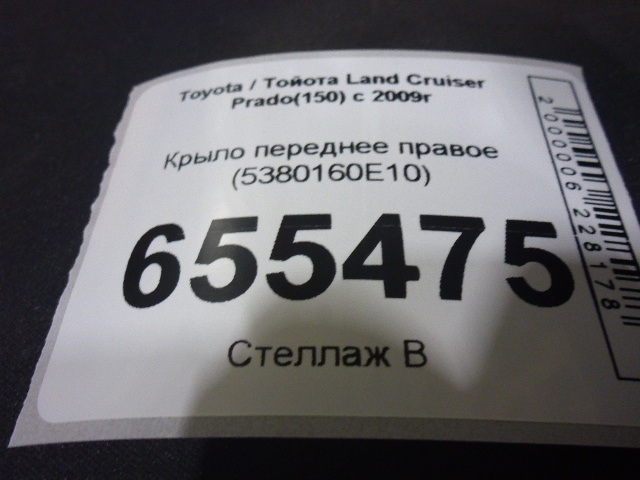 Toyota / Тойота Land Cruiser
Prado(150) с 2009г
Крыло переднее правое
(5380160E10)
655475
Стеллаж В
2000006228178